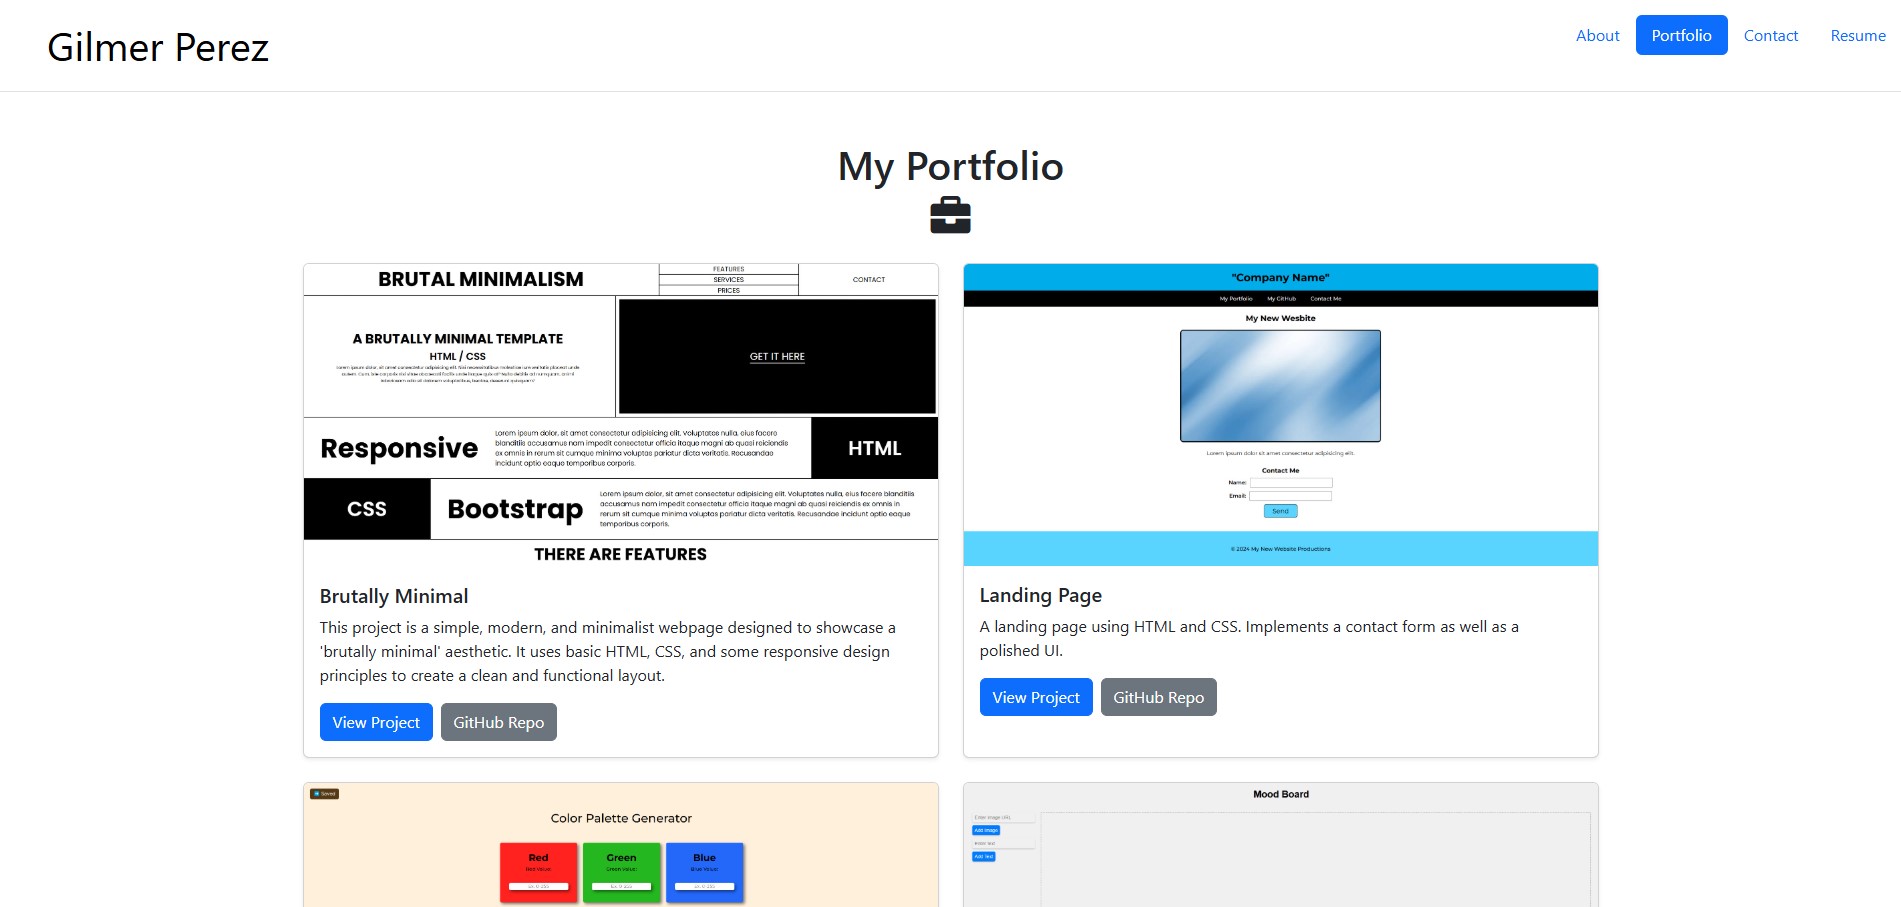 Gilmer Perez
About
Portfolio
Contact
Resume
My Portfolio
BRUTAL MINIMALISM
FEATURES
SERVICES
PRICES
CONTACT
A BRUTALLY MINIMAL TEMPLATE
HTML / CSS
GET IT HERE
Responsive
Lorem ipsum dolor, sit amet consectetur adipisicing elit. Voluptates nulla, eius facere
blanditiis accusamus nam impedit consectetur officia itaque magni ab quasi reiciendis
ex omnis in rerum sit cumque minima voluptas pariatur dicta veritatis. Recusandae
incidunt optio eaque temporibus corporis.
HTML
CSS
Bootstrap
Lorem ipsum dolor, sit amet consectetur adipisicing elit. Voluptates nulla, eius facere blanditiis
accusamus nam impedit consectetur officia itaque magni ab quasi reiciendis ex omnis in
rerum sit cumque minima voluptas pariatur dicta veritatis. Recusandae incidunt optio eaque
temporibus corporis.
THERE ARE FEATURES
Brutally Minimal
This project is a simple, modern, and minimalist webpage designed to showcase a
'brutally minimal' aesthetic. It uses basic HTML, CSS, and some responsive design
principles to create a clean and functional layout.
View Project
GitHub Repo
"Company Name"
My Portfolio
My GitHub
Contact Me
My New Wesbite
Lorem ipsum dolor sit amet consectetur adipisicing elit.
Contact Me
Name:
Email:
Send
© 2024 My New Website Productions
Landing Page
A landing page using HTML and CSS. Implements a contact form as well as a
polished UI.
View Project
GitHub Repo
Saved
Color Palette Generator
Red
Red Value:
Green
Green Value:
Blue
Blue Value:
Mood Board
Enter image URL
Add Image
Enter text
Add Text